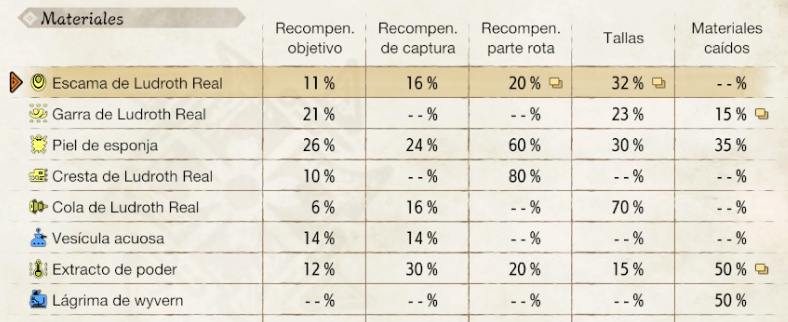 Materiales
Recompen. objetivo Recompen. de captura Recompen. parte rota Tallas Materiales caídos
Escama de Ludroth Real 11 % 16 % 20 % 32 % - - %
Garra de Ludroth Real 21 % - - % - - % 23 % 15 %
Piel de esponja 26 % 24 % 60 % 30 % 35 %
Cresta de Ludroth Real 10 % - - % 80 % - - % - - %
Cola de Ludroth Real 6 % 16 % - - % 70 % - - %
Vesícula acuosa 14 % 14 % - - % - - % - - %
Extracto de poder 12 % 30 % 20 % 15 % 50 %
Lágrima de wyvern - - % - - % - - % - - % 50 %